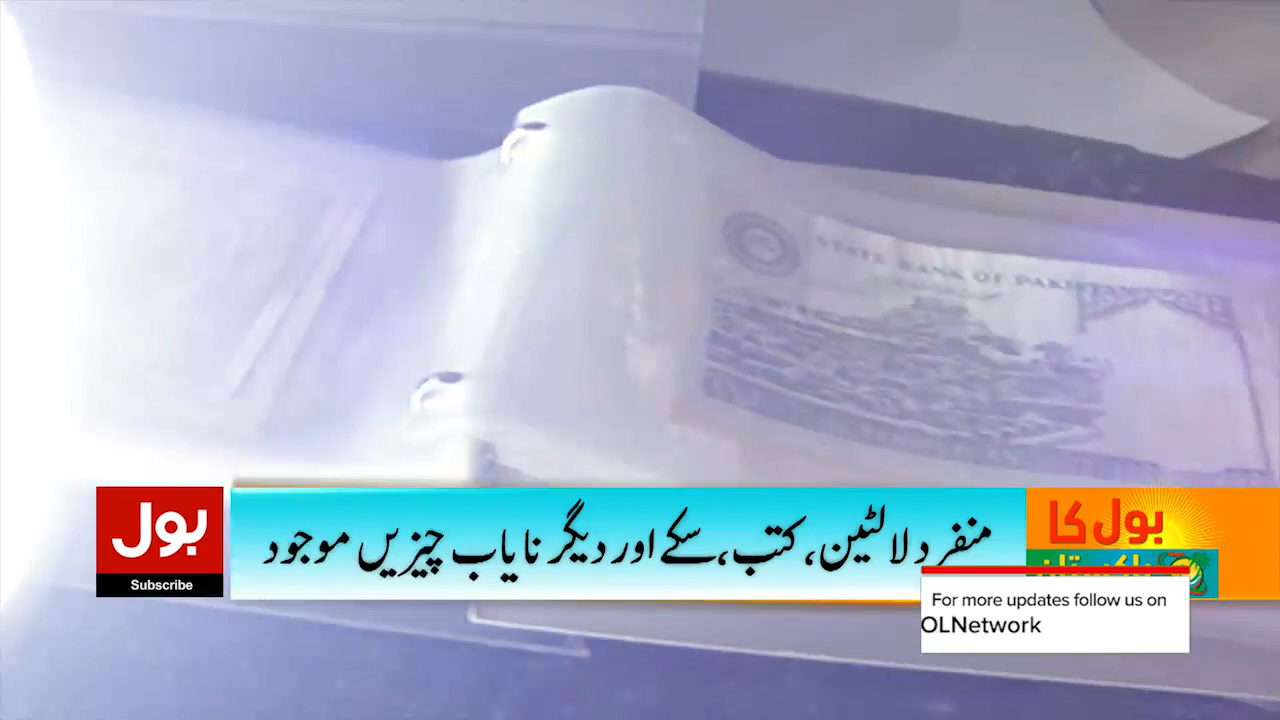 STATE BANK OF PAKISTAN
منفرد لالٹین، کتب، سکے اور دیگر نایاب چیزیں موجود
بول
Subscribe
بول کا
پاکستان
For more updates follow us on
OLNetwork